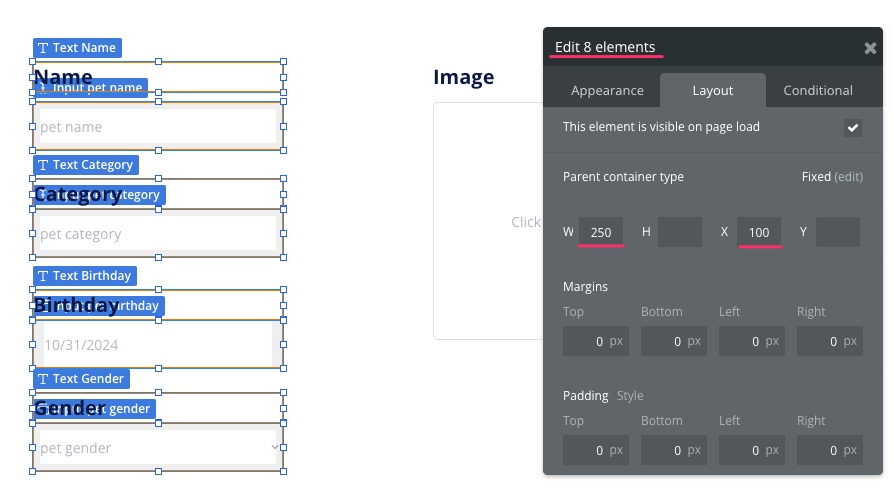 Text Name
Name
Input pet name
pet name
Text Category
Category
pet category
Text Birthday
Birthday
10/31/2024
Text Gender
Gender
pet gender
pet gender
Image
Click
Edit 8 elements
Appearance Layout Conditional
This element is visible on page load
Parent container type Fixed (edit)
W 250 H X 100 Y
Margins
Top Bottom Left Right
0 px 0 px 0 px 0 px
Padding Style
Top Bottom Left Right
0 px 0 px 0 px 0 px